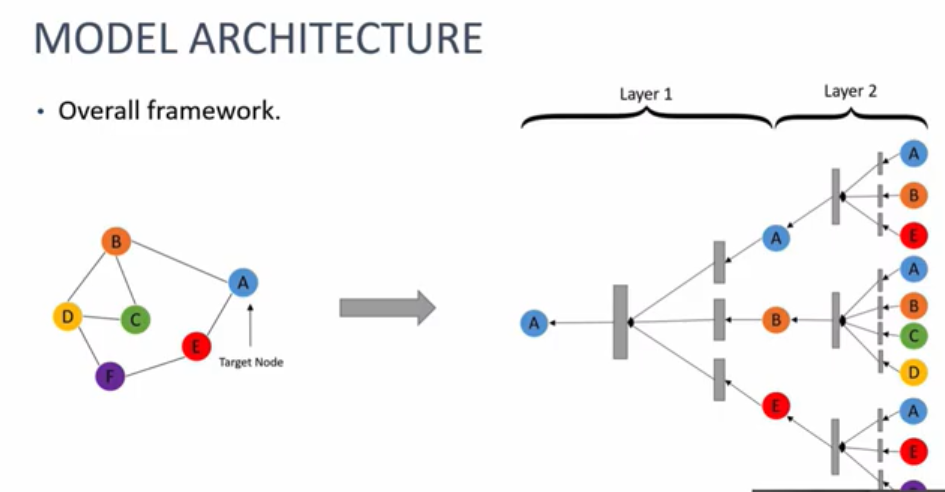 MODEL ARCHITECTURE
• Overall framework.
Layer 1
Layer 2
B
A
D
C
E
F
Target Node
A
A
B
E
A
B
E
A
B
C
D
A
E